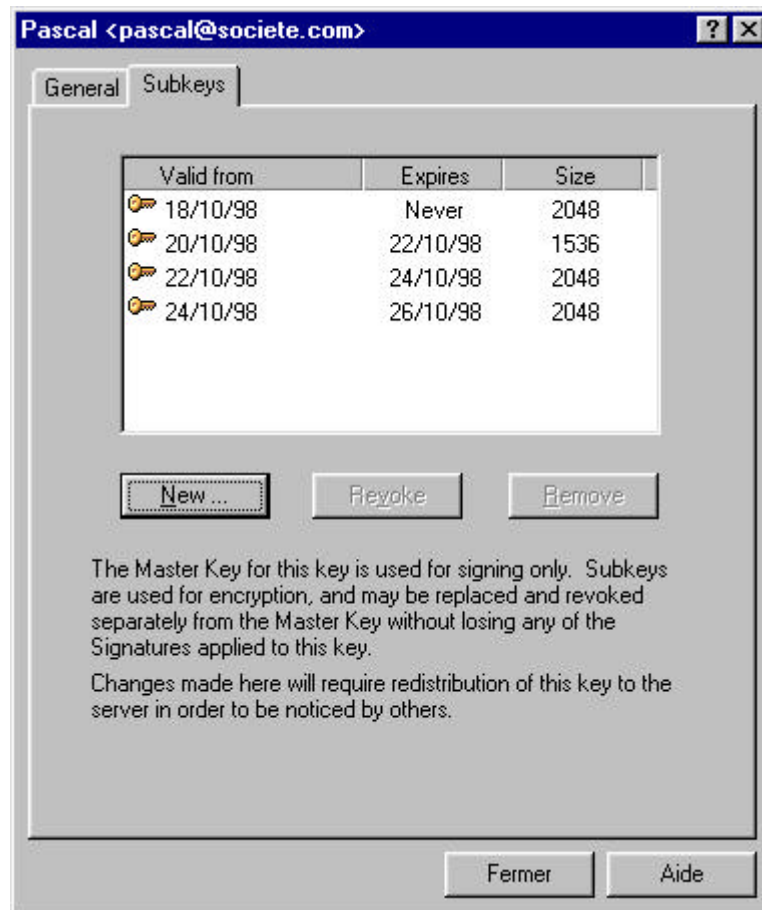 Pascal <pascal@societe.com>
General Subkeys
Valid from Expires Size
18/10/98 Never 2048
20/10/98 22/10/98 1536
22/10/98 24/10/98 2048
24/10/98 26/10/98 2048
New ... Revoke Remove
The Master Key for this key is used for signing only. Subkeys
are used for encryption, and may be replaced and revoked
separately from the Master Key without losing any of the
Signatures applied to this key.
Changes made here will require redistribution of this key to the
server in order to be noticed by others.
Fermer Aide